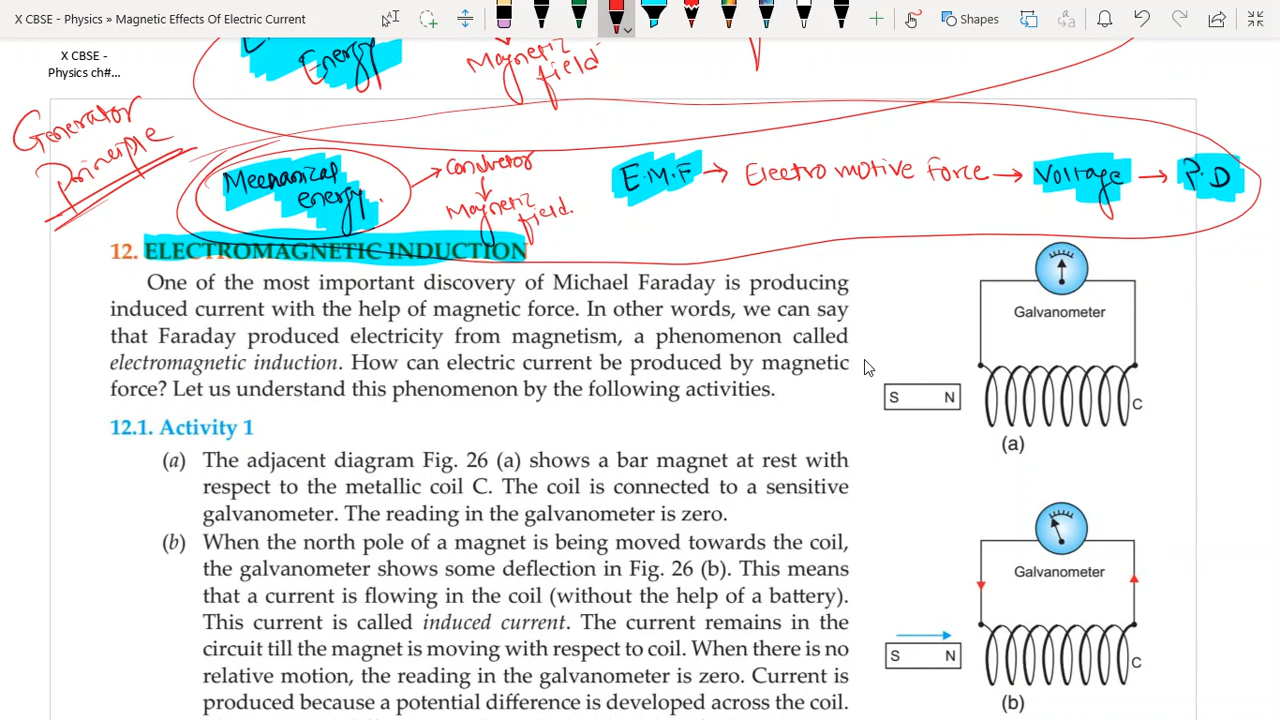 X CBSE - Physics » Magnetic Effects Of Electric Current
Shapes
X CBSE -
Physics ch#...
Energy
Magnetiz
field
Generator
Principle
Mechanical
energy.
Conductor
Magnetiz
field.
E.M.F → Electro motive Force → Voltage → P.D
12. ELECTROMAGNETIC INDUCTION
One of the most important discovery of Michael Faraday is producing
induced current with the help of magnetic force. In other words, we can say
that Faraday produced electricity from magnetism, a phenomenon called
electromagnetic induction. How can electric current be produced by magnetic
force? Let us understand this phenomenon by the following activities.
Galvanometer
S N
C
(a)
12.1. Activity 1
(a) The adjacent diagram Fig. 26 (a) shows a bar magnet at rest with
respect to the metallic coil C. The coil is connected to a sensitive
galvanometer. The reading in the galvanometer is zero.
(b) When the north pole of a magnet is being moved towards the coil,
the galvanometer shows some deflection in Fig. 26 (b). This means
that a current is flowing in the coil (without the help of a battery).
This current is called induced current. The current remains in the
circuit till the magnet is moving with respect to coil. When there is no
relative motion, the reading in the galvanometer is zero. Current is
produced because a potential difference is developed across the coil.
Galvanometer
S N
C
(b)